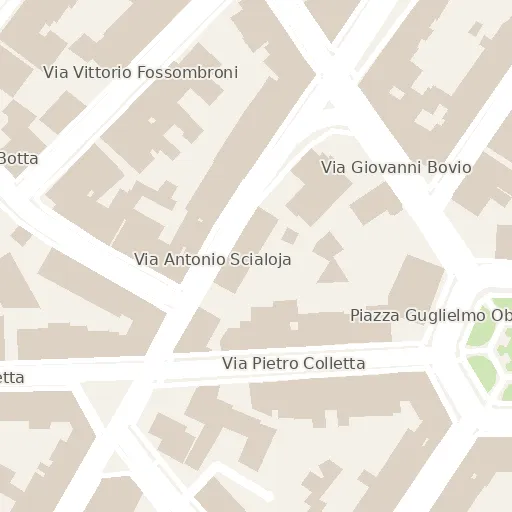 Via Vittorio Fossombroni
Botta
Via Giovanni Bovio
Via Antonio Scialoja
Piazza Guglielmo Ob
Via Pietro Colletta
etta